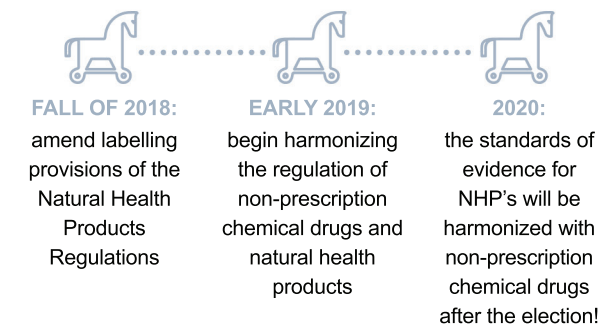 FALL OF 2018:
amend labelling
provisions of the
Natural Health
Products
Regulations
EARLY 2019:
begin harmonizing
the regulation of
non-prescription
chemical drugs and
natural health
products
2020:
the standards of
evidence for
NHP's will be
harmonized with
non-prescription
chemical drugs
after the election!